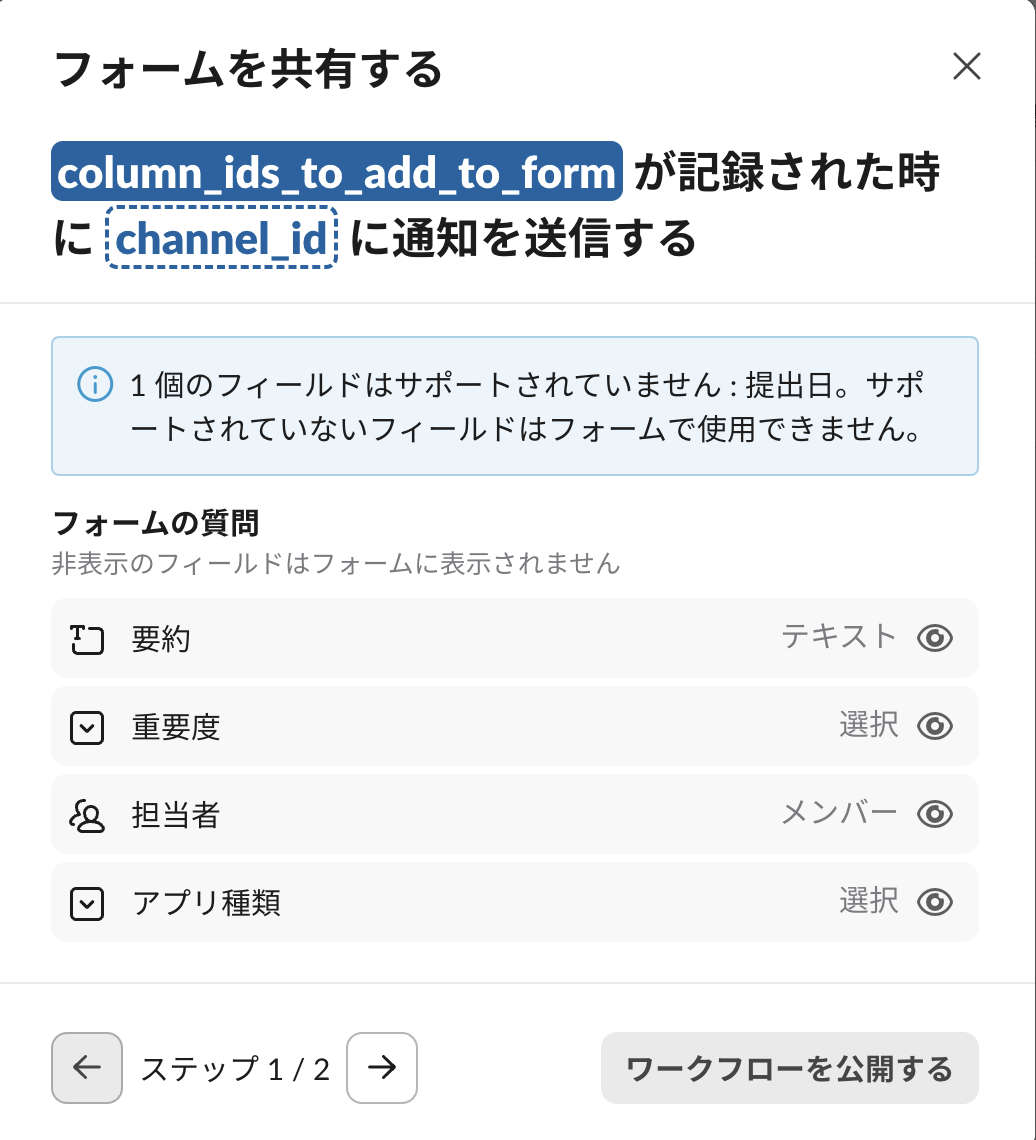 フォームを共有する
column_ids_to_add_to_form が記録された時
に channel_id に通知を送信する
1 個のフィールドはサポートされていません : 提出日。サポ
ートされていないフィールドはフォームで使用できません。
フォームの質問
非表示のフィールドはフォームに表示されません
要約 テキスト
重要度 選択
担当者 メンバー
アプリ種類 選択
ステップ 1 / 2 ワークフローを公開する